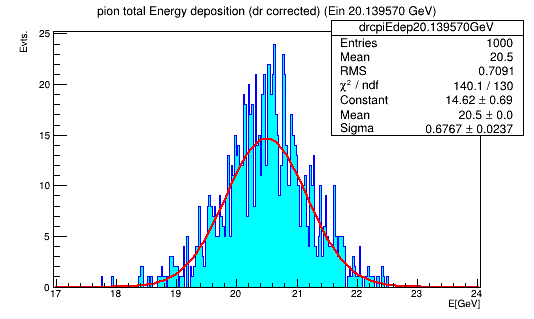 pion total Energy deposition (dr corrected) (Ein 20.139570 GeV)
drcpiEdep20.139570GeV
Entries 1000
Mean 20.5
RMS 0.7091
χ² / ndf 140.1 / 130
Constant 14.62 ± 0.69
Mean 20.5 ± 0.0
Sigma 0.6767 ± 0.0237
Evts.
25
20
15
10
5
0
17 18 19 20 21 22 23 24
E[GeV]